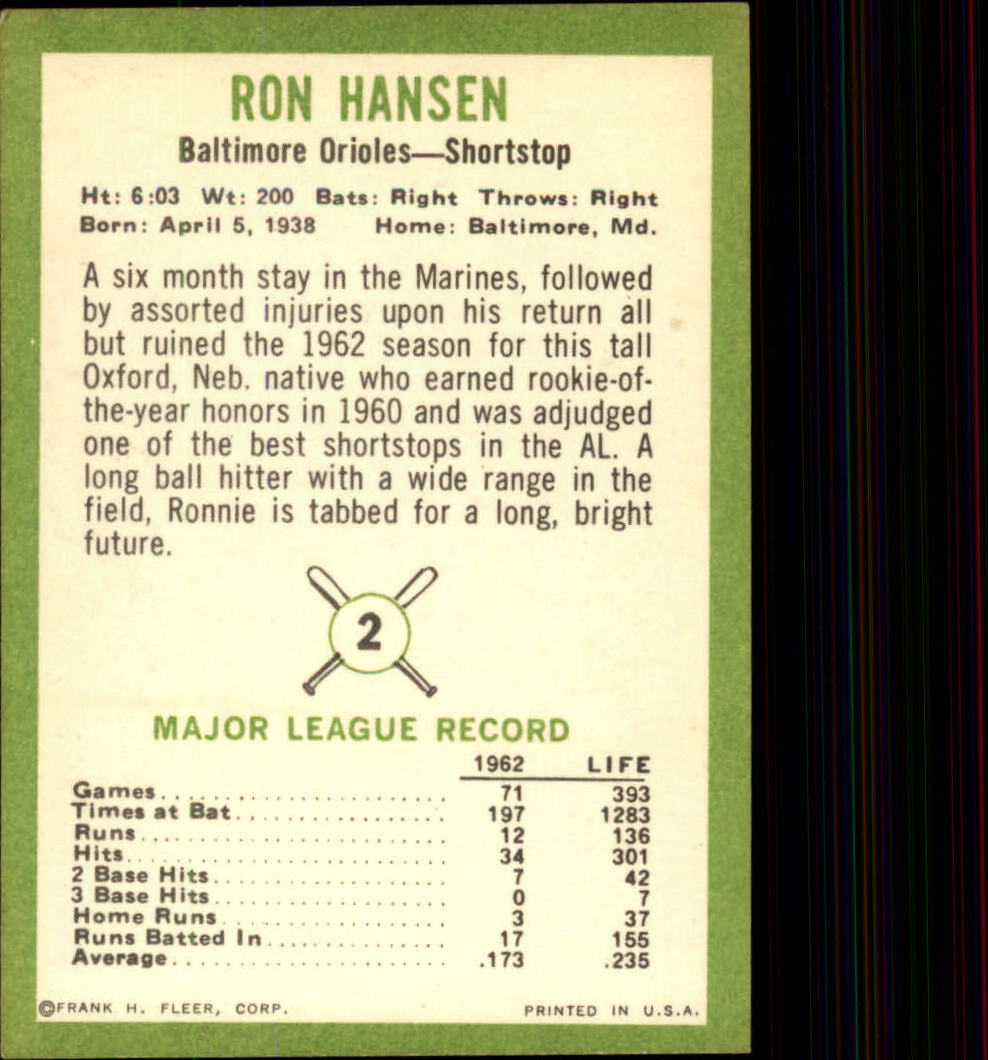 RON HANSEN
Baltimore Orioles—Shortstop
Ht: 6:03 Wt: 200 Bats: Right Throws: Right
Born: April 5, 1938 Home: Baltimore, Md.
A six month stay in the Marines, followed
by assorted injuries upon his return all
but ruined the 1962 season for this tall
Oxford, Neb. native who earned rookie-of-
the-year honors in 1960 and was adjudged
one of the best shortstops in the AL. A
long ball hitter with a wide range in the
field, Ronnie is tabbed for a long, bright
future.
2
MAJOR LEAGUE RECORD
1962 LIFE
Games 71 393
Times at Bat 197 1283
Runs 12 136
Hits 34 301
2 Base Hits 7 42
3 Base Hits 0 7
Home Runs 3 37
Runs Batted In 17 155
Average .173 .235
©FRANK H. FLEER, CORP. PRINTED IN U.S.A.